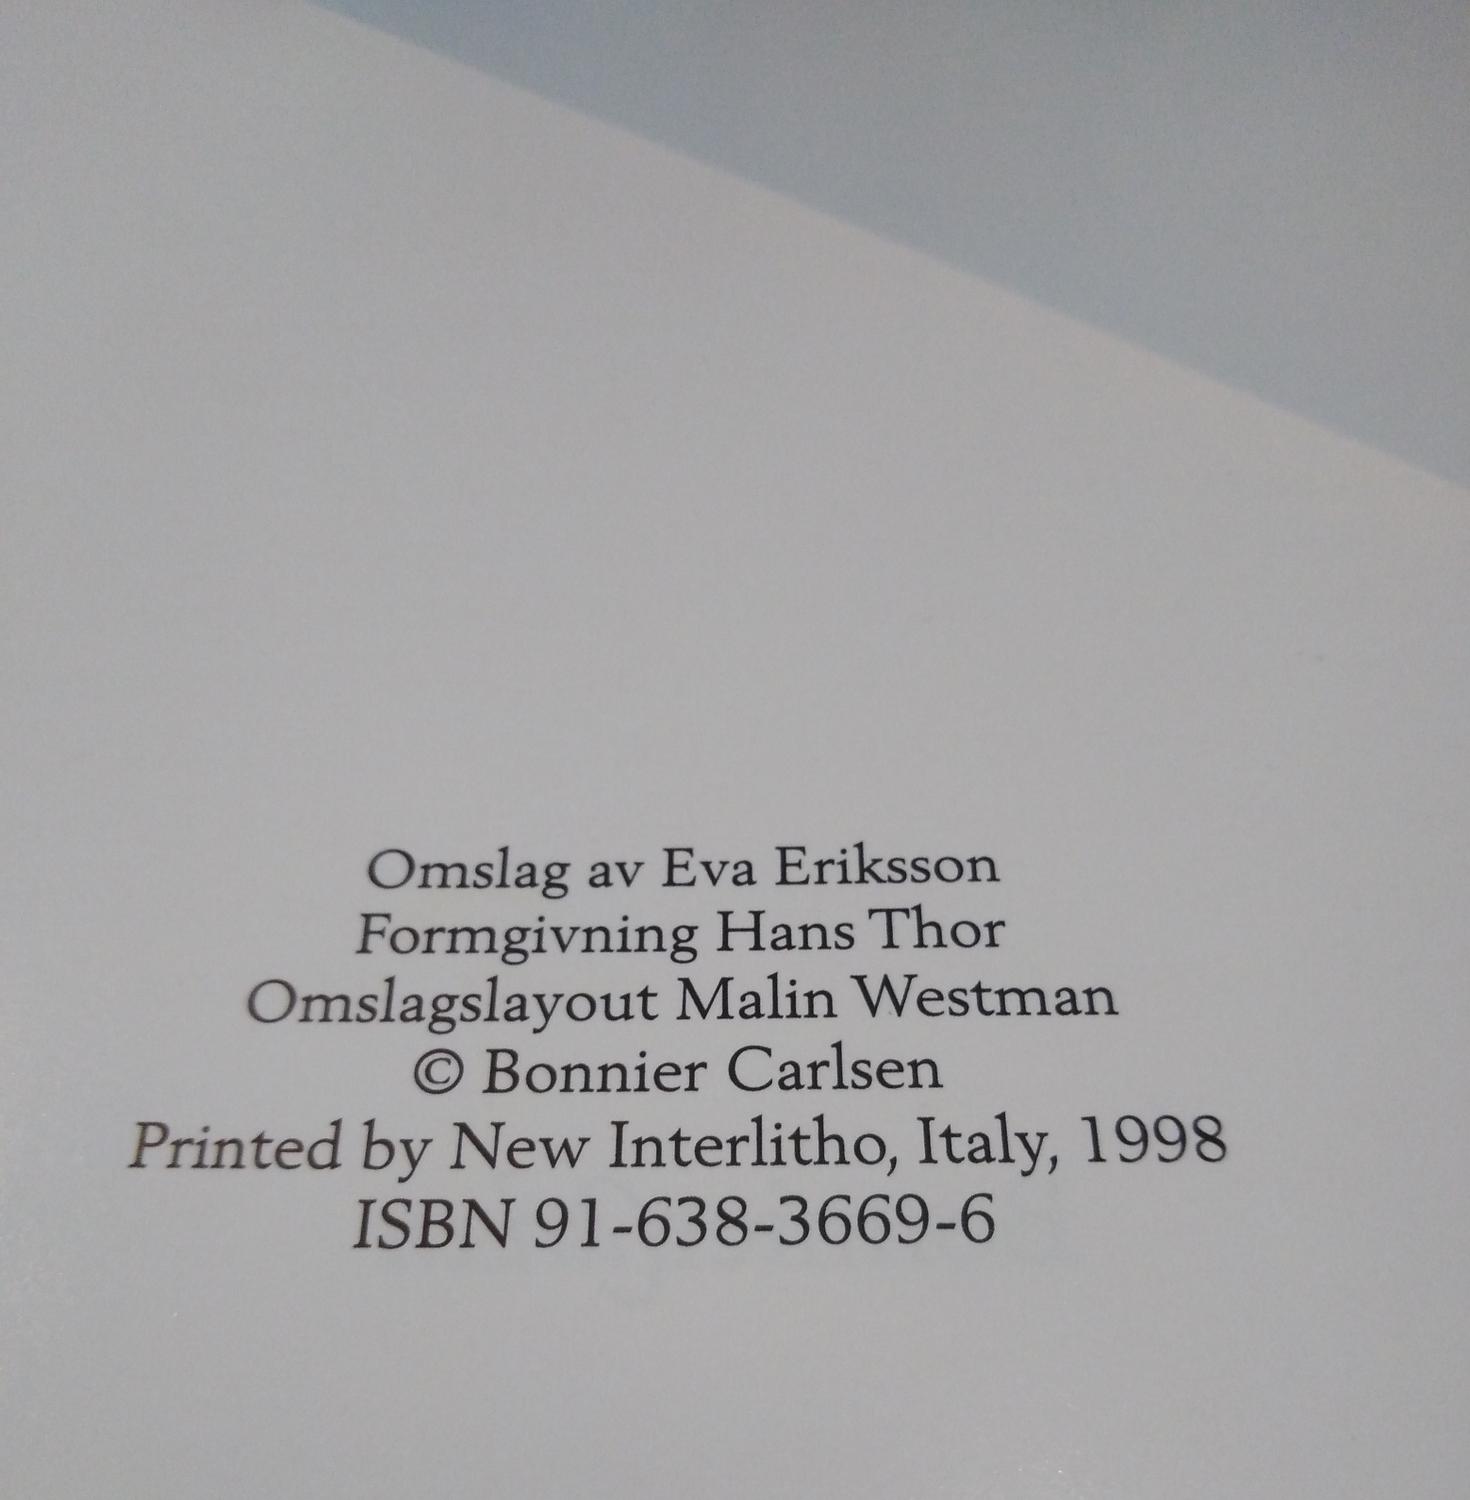 Omslag av Eva Eriksson
Formgivning Hans Thor
Omslagslayout Malin Westman
© Bonnier Carlsen
Printed by New Interlitho, Italy, 1998
ISBN 91-638-3669-6